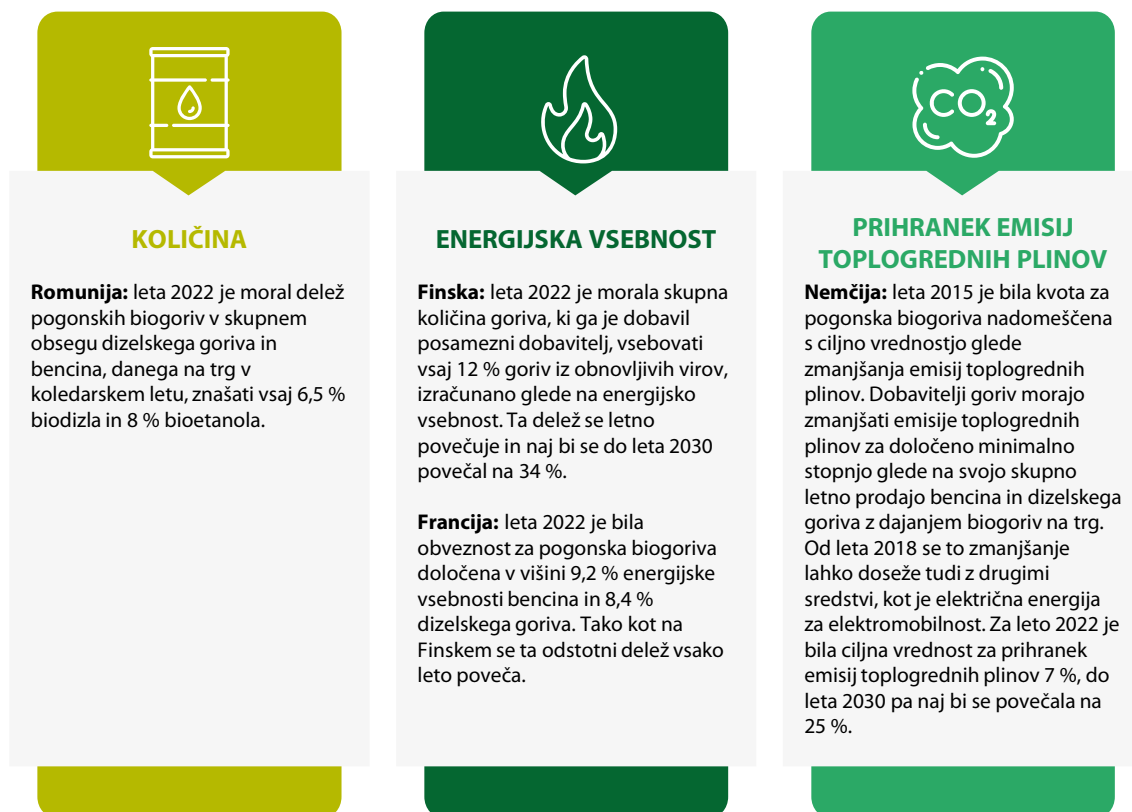 KOLIČINA
Romunija: leta 2022 je moral delež
pogonskih biogoriv v skupnem
obsegu dizelskega goriva in
bencina, danega na trg v
koledarskem letu, znašati vsaj 6,5 %
biodizla in 8 % bioetanola.
ENERGIJSKA VSEBNOST
Finska: leta 2022 je morala skupna
količina goriva, ki ga je dobavil
posamezni dobavitelj, vsebovati
vsaj 12 % goriv iz obnovljivih virov,
izračunano glede na energijsko
vsebnost. Ta delež se letno
povečuje in naj bi se do leta 2030
povečal na 34 %.
Francija: leta 2022 je bila
obveznost za pogonska biogoriva
določena v višini 9,2 % energijske
vsebnosti bencina in 8,4 %
dizelskega goriva. Tako kot na
Finskem se ta odstotni delež vsako
leto poveča.
CO2
PRIHRANEK EMISIJ
TOPLOGREDNIH PLINOV
Nemčija: leta 2015 je bila kvota za
pogonska biogoriva nadomeščena
s ciljno vrednostjo glede
zmanjšanja emisij toplogrednih
plinov. Dobavitelji goriv morajo
zmanjšati emisije toplogrednih
plinov za določeno minimalno
stopnjo glede na svojo skupno
letno prodajo bencina in dizelskega
goriva z dajanjem biogoriv na trg.
Od leta 2018 se to zmanjšanje
lahko doseže tudi z drugimi
sredstvi, kot je električna energija
za elektromobilnost. Za leto 2022 je
bila ciljna vrednost za prihranek
emisij toplogrednih plinov 7 %, do
leta 2030 pa naj bi se povečala na
25 %.